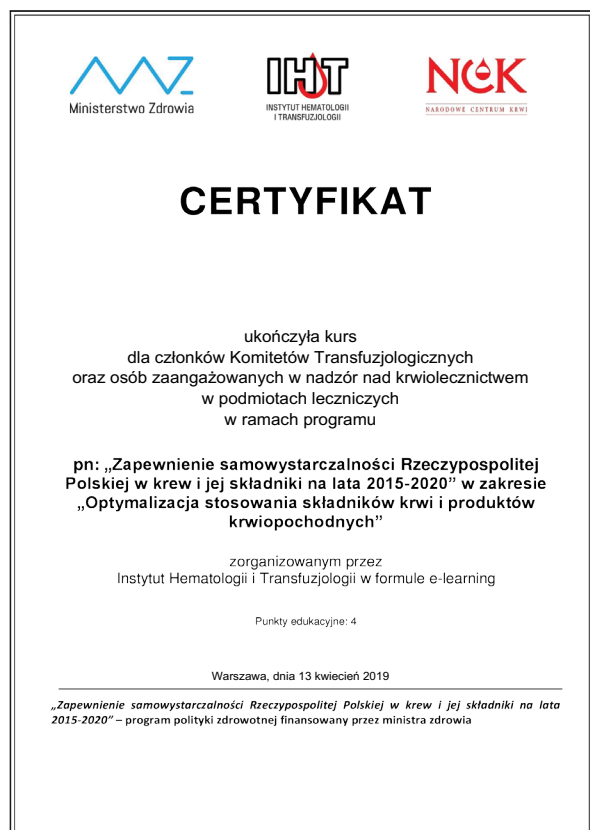 Ministerstwo Zdrowia
IHT
INSTYTUT HEMATOLOGII
I TRANSFUZJOLOGII
NCK
NARODOWE CENTRUM KRWI
CERTYFIKAT
ukończyła kurs
dla członków Komitetów Transfuzjologicznych
oraz osób zaangażowanych w nadzór nad krwiolecznictwem
w podmiotach leczniczych
w ramach programu
pn: „Zapewnienie samowystarczalności Rzeczypospolitej
Polskiej w krew i jej składniki na lata 2015-2020” w zakresie
„Optymalizacja stosowania składników krwi i produktów
krwiopochodnych”
zorganizowanym przez
Instytut Hematologii i Transfuzjologii w formule e-learning
Punkty edukacyjne: 4
Warszawa, dnia 13 kwiecień 2019
„Zapewnienie samowystarczalności Rzeczypospolitej Polskiej w krew i jej składniki na lata
2015-2020” – program polityki zdrowotnej finansowany przez ministra zdrowia